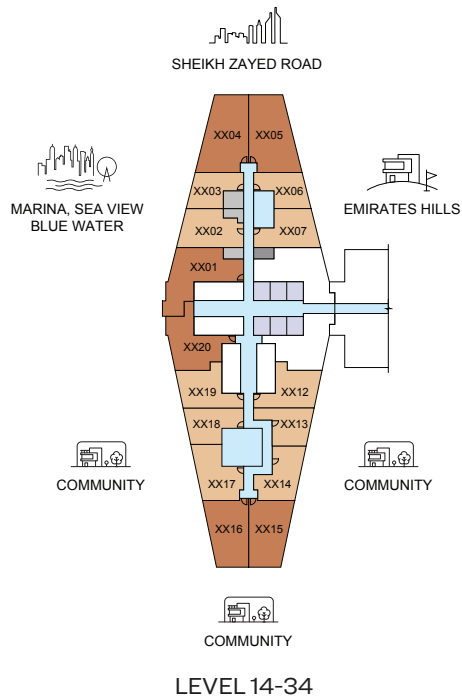 SHEIKH ZAYED ROAD
XX04 XX05
MARINA, SEA VIEW
BLUE WATER
EMIRATES HILLS
XX03 XX06
XX02 XX07
XX01
XX20
XX19 XX12
XX18 XX13
XX17 XX14
COMMUNITY
COMMUNITY
XX16 XX15
COMMUNITY
LEVEL 14-34